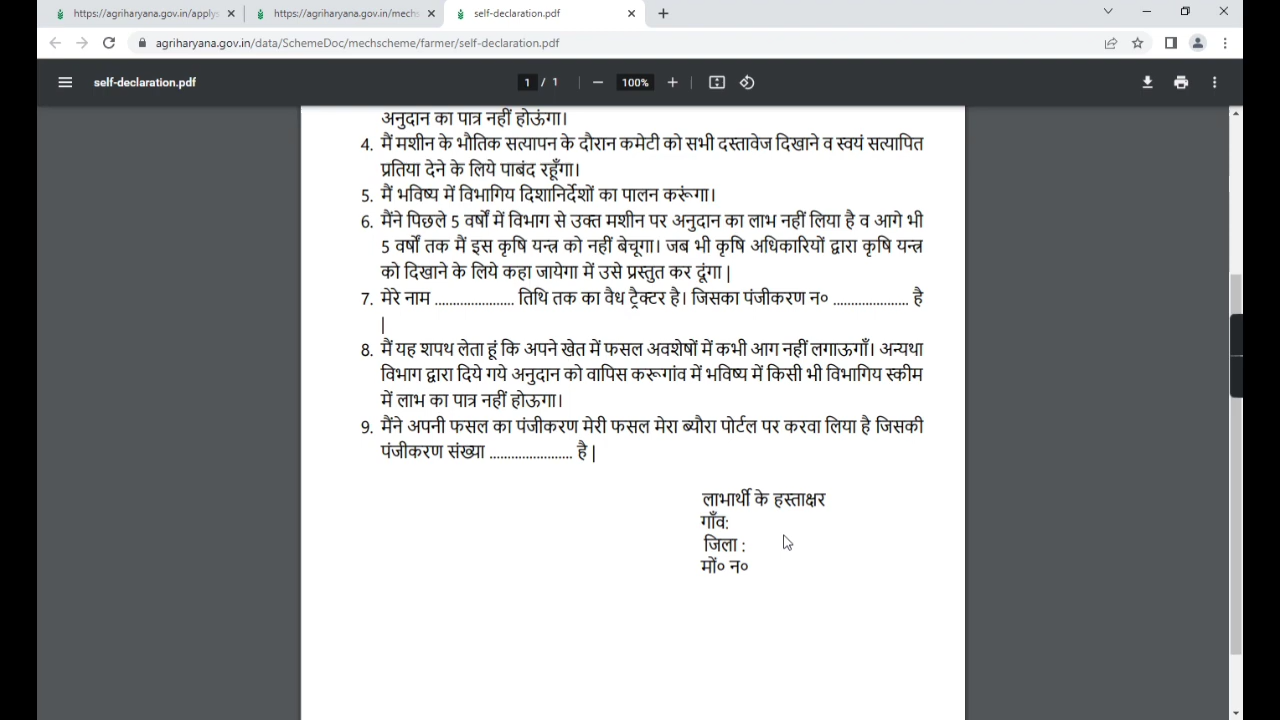 https://agriharyana.gov.in/applys
https://agriharyana.gov.in/mech
self-declaration.pdf
agriharyana.gov.in/data/SchemeDoc/mechscheme/farmer/self-declaration.pdf
self-declaration.pdf
1 / 1
100%
अनुदान का पात्र नहीं होऊंगा।
4. मैं मशीन के भौतिक सत्यापन के दौरान कमेटी को सभी दस्तावेज दिखाने व स्वयं सत्यापित
प्रतिया देने के लिये पाबंद रहूँगा।
5. मैं भविष्य में विभागिय दिशानिर्देशों का पालन करूंगा।
6. मैंने पिछले 5 वर्षों में विभाग से उक्त मशीन पर अनुदान का लाभ नहीं लिया है व आगे भी
5 वर्षों तक मैं इस कृषि यन्त्र को नहीं बेचूगा। जब भी कृषि अधिकारियों द्वारा कृषि यन्त्र
को दिखाने के लिये कहा जायेगा में उसे प्रस्तुत कर दूंगा |
7. मेरे नाम ...................... तिथि तक का वैध ट्रैक्टर है। जिसका पंजीकरण न० ..................... है
|
8. मैं यह शपथ लेता हूं कि अपने खेत में फसल अवशेषों में कभी आग नहीं लगाऊगाँ। अन्यथा
विभाग द्वारा दिये गये अनुदान को वापिस करूगांव में भविष्य में किसी भी विभागिय स्कीम
में लाभ का पात्र नहीं होऊगा।
9. मैंने अपनी फसल का पंजीकरण मेरी फसल मेरा ब्यौरा पोर्टल पर करवा लिया है जिसकी
पंजीकरण संख्या ....................... है |
लाभार्थी के हस्ताक्षर
गाँव:
जिला :
मों० न०